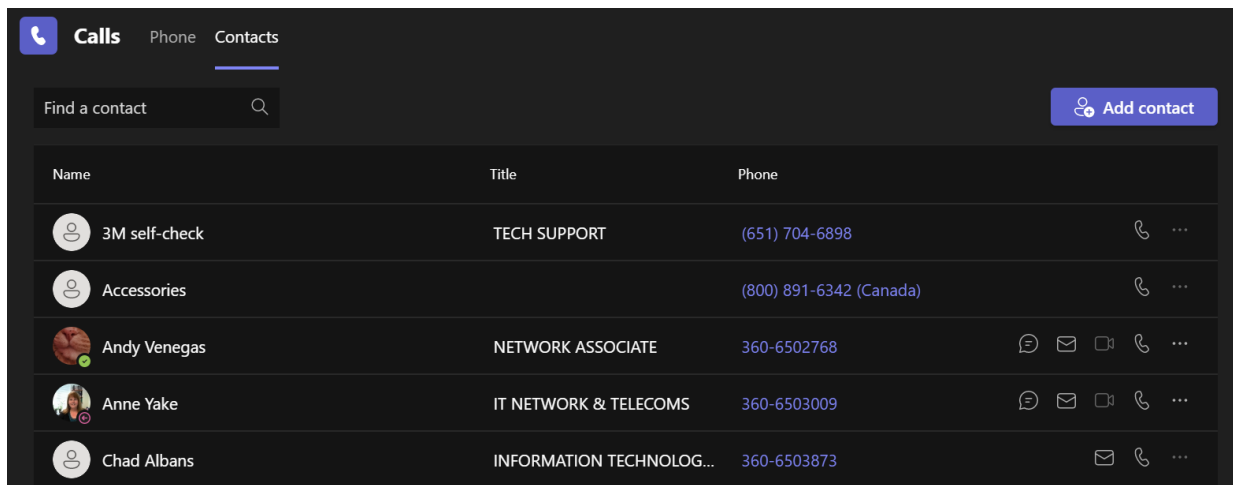 Calls Phone Contacts
Find a contact Add contact
Name Title Phone
3M self-check TECH SUPPORT (651) 704-6898
Accessories (800) 891-6342 (Canada)
Andy Venegas NETWORK ASSOCIATE 360-6502768
Anne Yake IT NETWORK & TELECOMS 360-6503009
Chad Albans INFORMATION TECHNOLOG... 360-6503873